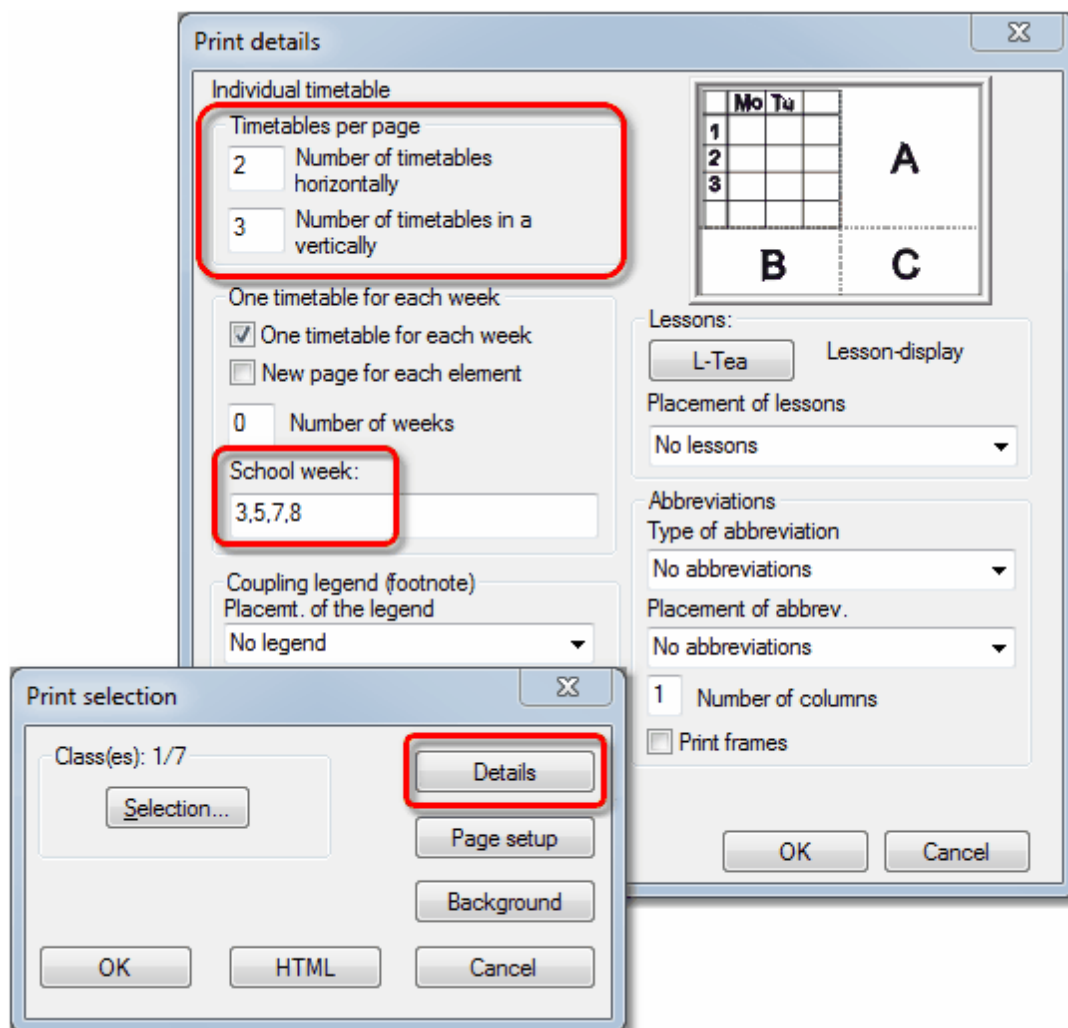 Print details
Individual timetable
Timetables per page
2 Number of timetables
horizontally
3 Number of timetables in a
vertically
One timetable for each week
One timetable for each week
New page for each element
0 Number of weeks
School week:
3,5,7,8
Coupling legend (footnote)
Placemt. of the legend
No legend
Mo Tu
1
2
3
A
B C
Lessons:
L-Tea Lesson-display
Placement of lessons
No lessons
Abbreviations
Type of abbreviation
No abbreviations
Placement of abbrev.
No abbreviations
1 Number of columns
Print frames
OK Cancel
Print selection
Class(es): 1/7
Selection...
Details
Page setup
Background
OK HTML Cancel